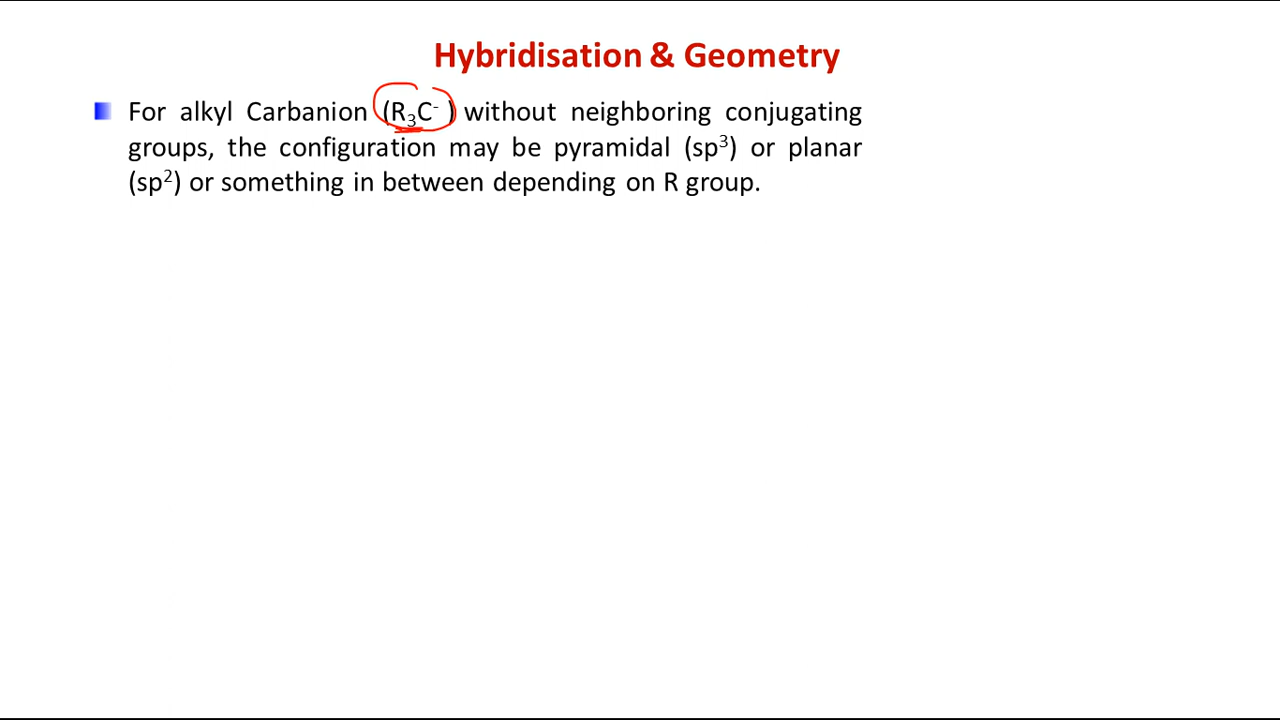 Hybridisation & Geometry
For alkyl Carbanion (R₃C⁻ ) without neighboring conjugating
groups, the configuration may be pyramidal (sp³) or planar
(sp²) or something in between depending on R group.